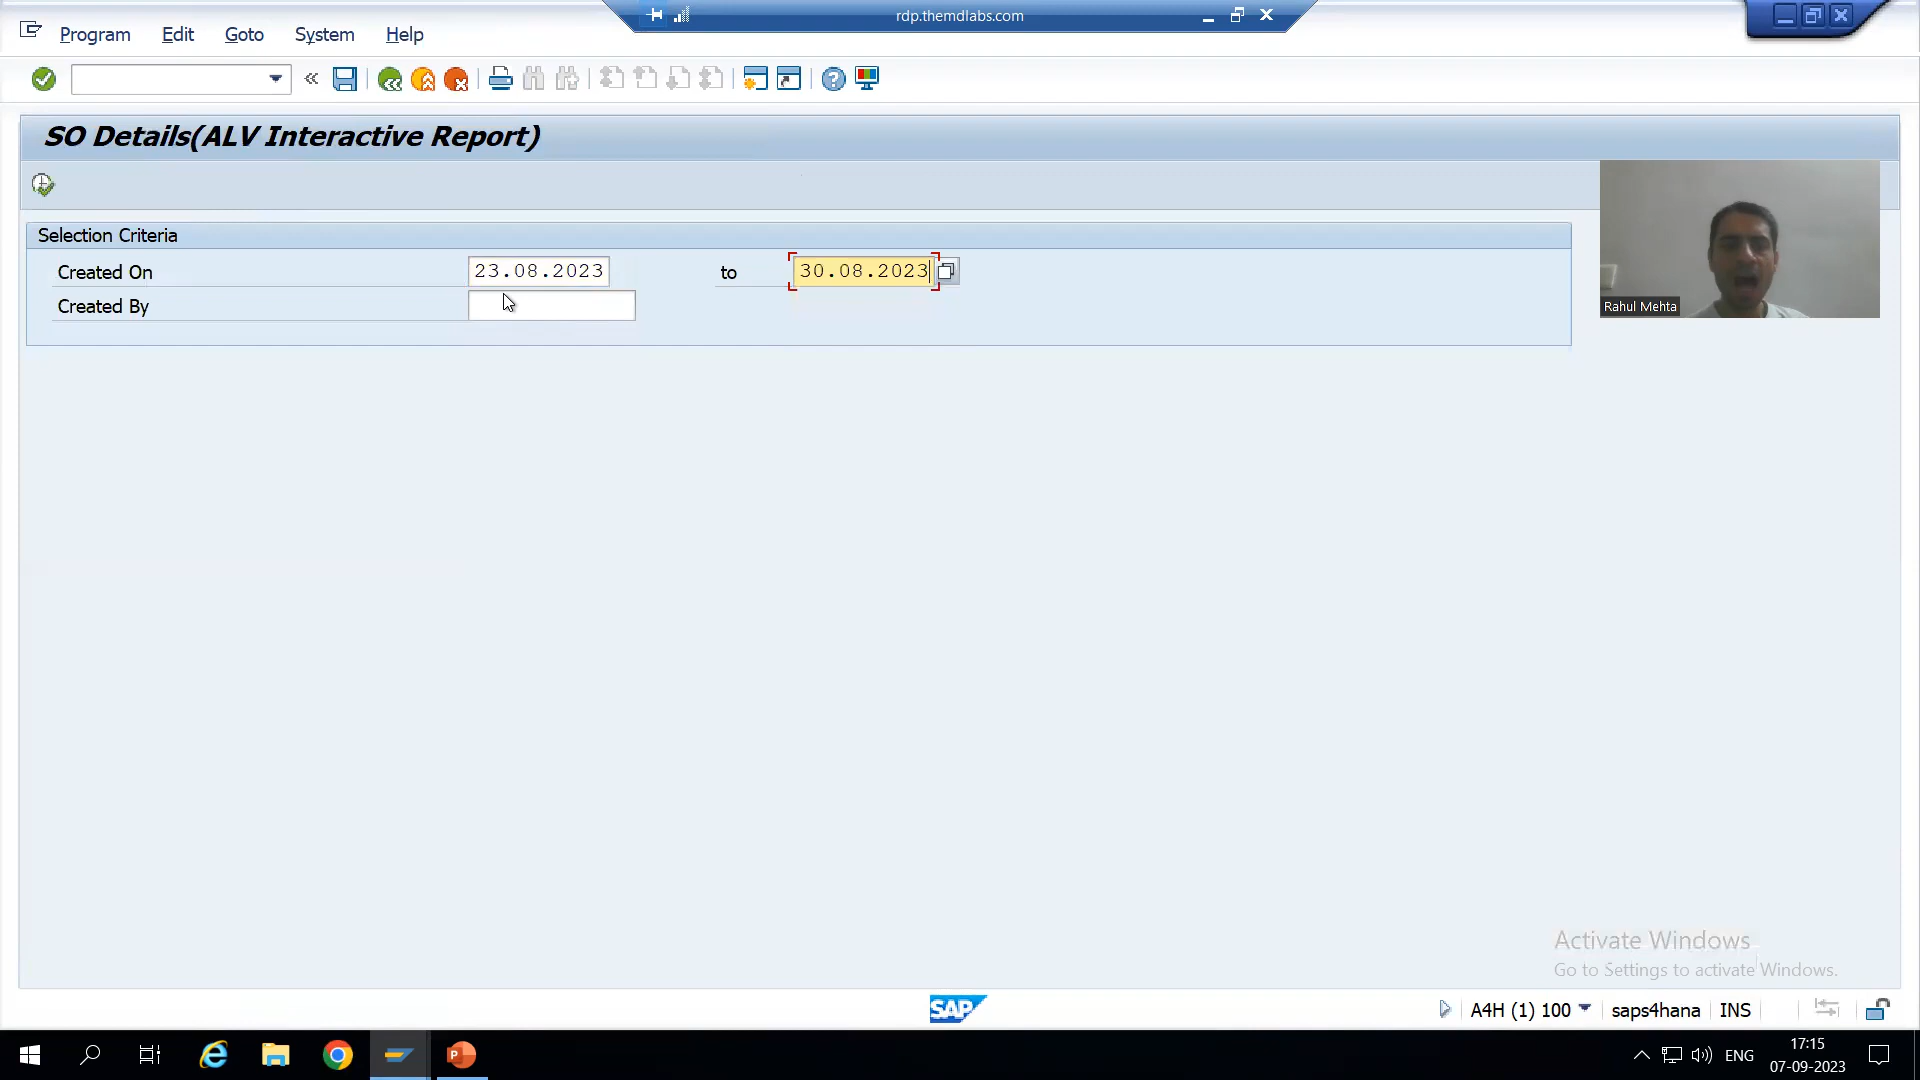 rdp.themdlabs.com
Program Edit Goto System Help
SO Details(ALV Interactive Report)
Selection Criteria
Created On 23.08.2023 to 30.08.2023
Created By
Rahul Mehta
Activate Windows
Go to Settings to activate Windows.
SAP
A4H (1) 100 saps4hana INS
ENG
17:15
07-09-2023